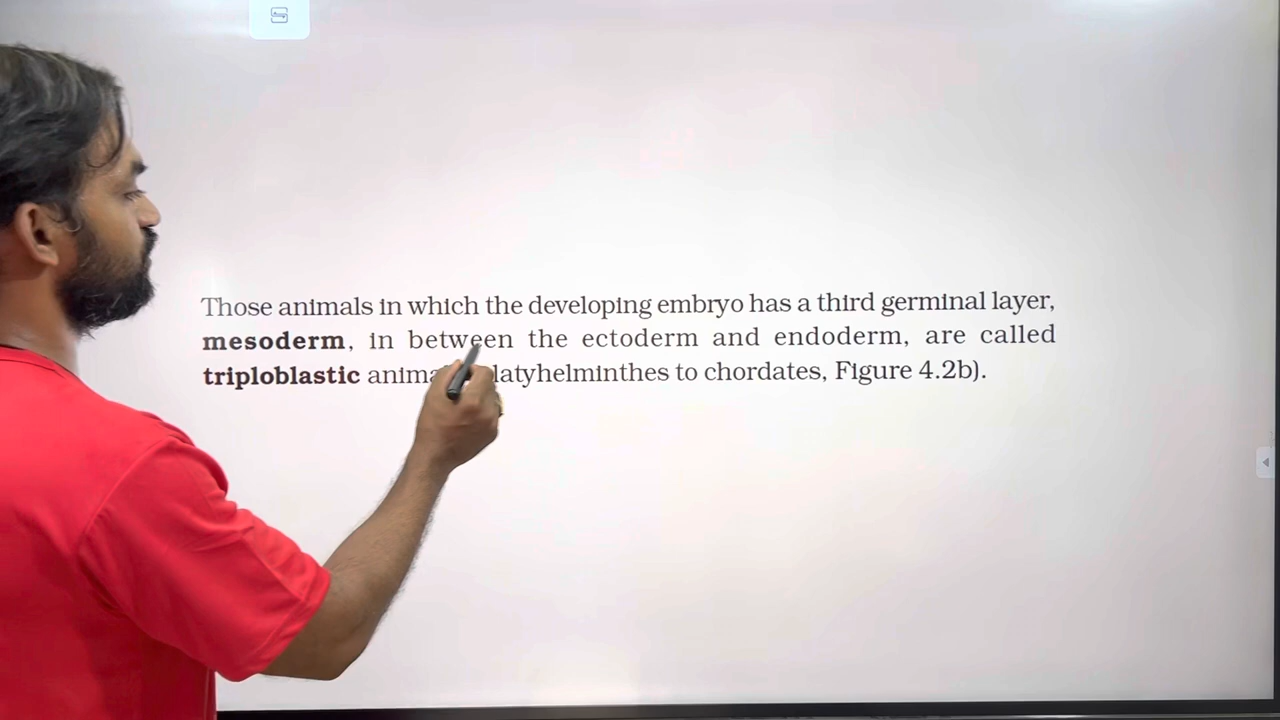 Those animals in which the developing embryo has a third germinal layer,
mesoderm, in between the ectoderm and endoderm, are called
triploblastic to chordates, Figure 4.2b).